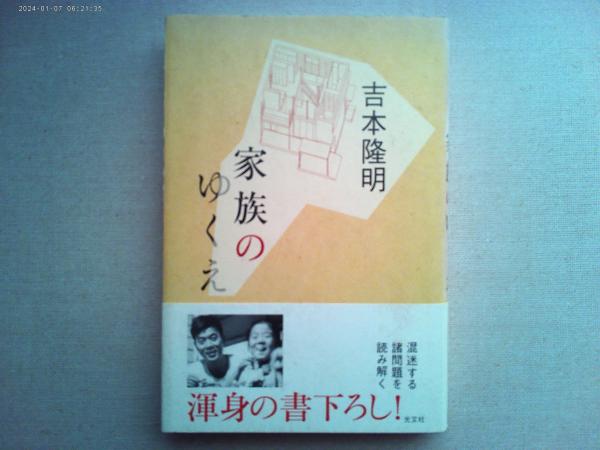 2024-01-07 06:21:35
吉本隆明
家族の
ゆくえ
混迷する
諸問題を
読み解く
渾身の書下ろし!
光文社